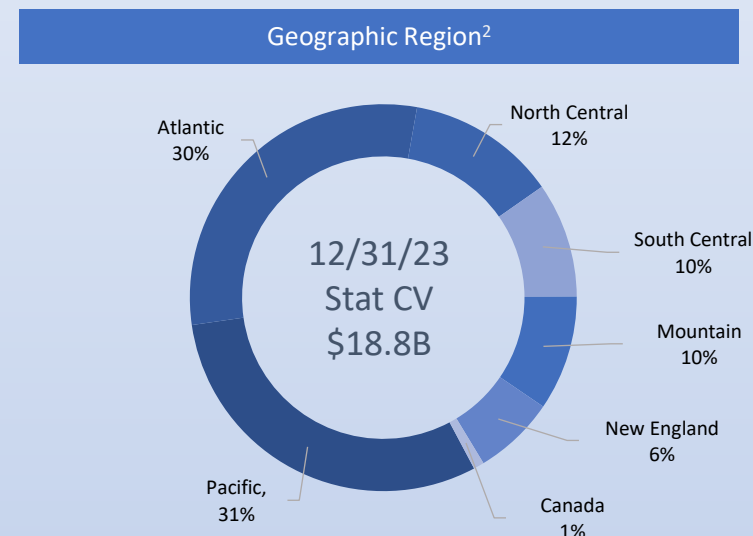 Geographic Region²
Atlantic
30%
North Central
12%
South Central
10%
Mountain
10%
New England
6%
Canada
1%
Pacific,
31%
12/31/23
Stat CV
$18.8B